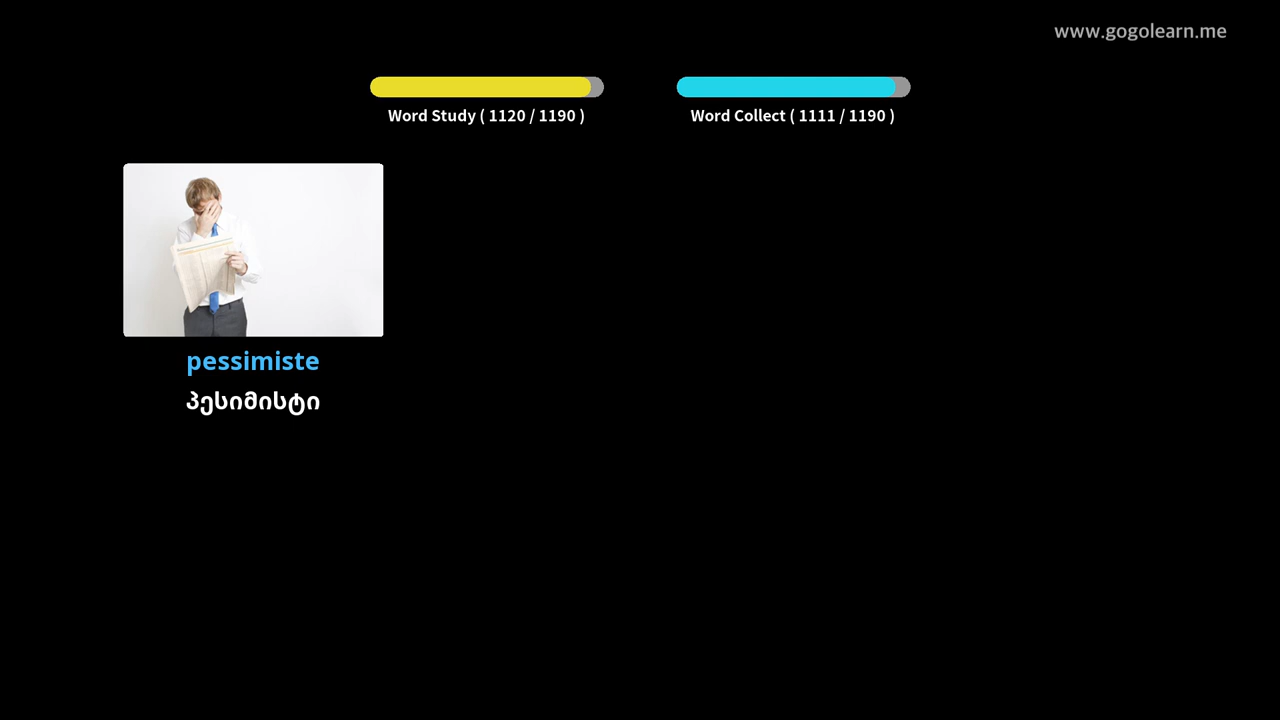 www.gogolearn.me
Word Study ( 1120 / 1190 )
Word Collect ( 1111 / 1190 )
pessimiste
პესიმისტი